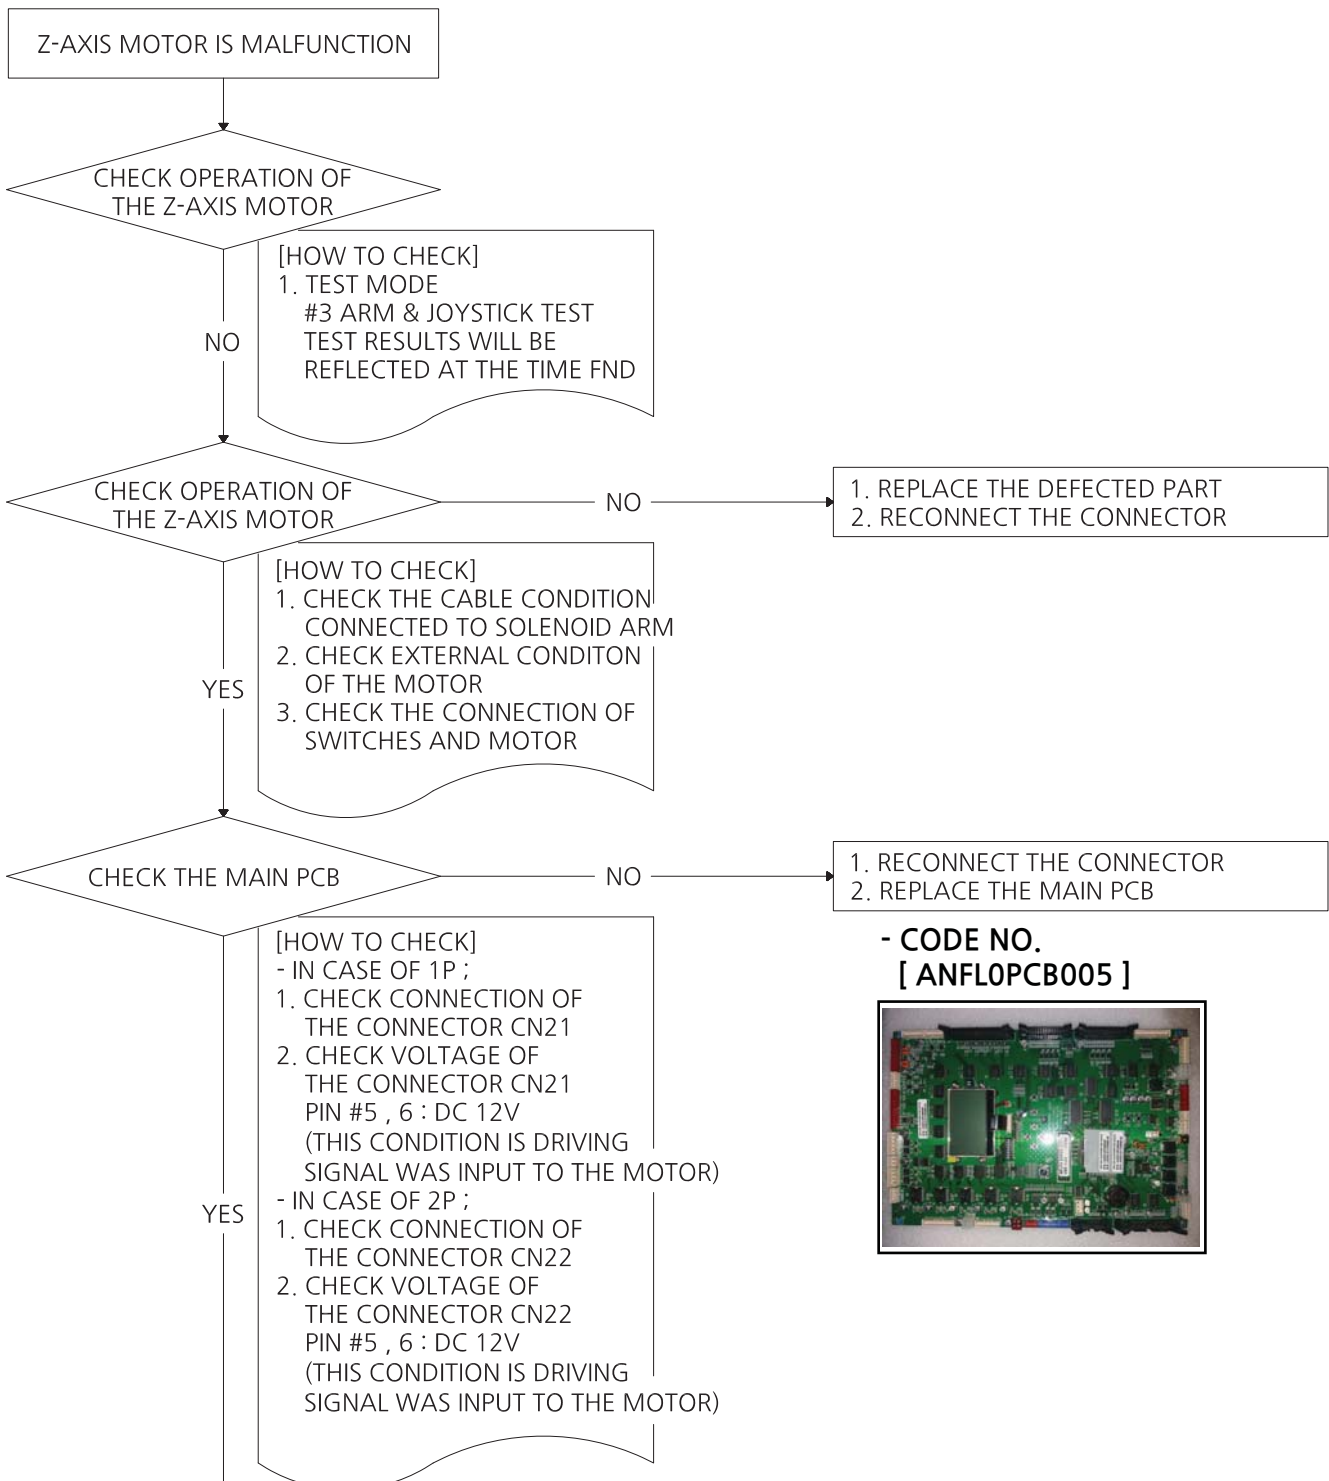 Z-AXIS MOTOR IS MALFUNCTION
CHECK OPERATION OF
THE Z-AXIS MOTOR
[HOW TO CHECK]
1. TEST MODE
#3 ARM & JOYSTICK TEST
TEST RESULTS WILL BE
REFLECTED AT THE TIME FND
NO
CHECK OPERATION OF
THE Z-AXIS MOTOR
NO
1. REPLACE THE DEFECTED PART
2. RECONNECT THE CONNECTOR
[HOW TO CHECK]
1. CHECK THE CABLE CONDITION
CONNECTED TO SOLENOID ARM
2. CHECK EXTERNAL CONDITON
OF THE MOTOR
3. CHECK THE CONNECTION OF
SWITCHES AND MOTOR
YES
CHECK THE MAIN PCB
NO
1. RECONNECT THE CONNECTOR
2. REPLACE THE MAIN PCB
- CODE NO.
[ ANFL0PCB005 ]
[HOW TO CHECK]
- IN CASE OF 1P ;
1. CHECK CONNECTION OF
THE CONNECTOR CN21
2. CHECK VOLTAGE OF
THE CONNECTOR CN21
PIN #5 , 6 : DC 12V
(THIS CONDITION IS DRIVING
SIGNAL WAS INPUT TO THE MOTOR)
- IN CASE OF 2P ;
1. CHECK CONNECTION OF
THE CONNECTOR CN22
2. CHECK VOLTAGE OF
THE CONNECTOR CN22
PIN #5 , 6 : DC 12V
(THIS CONDITION IS DRIVING
SIGNAL WAS INPUT TO THE MOTOR)
YES